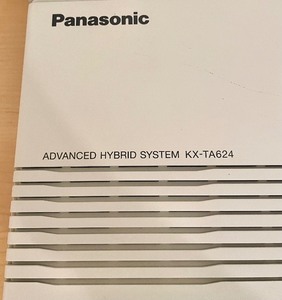 Panasonic
ADVANCED HYBRID SYSTEM KX-TA624